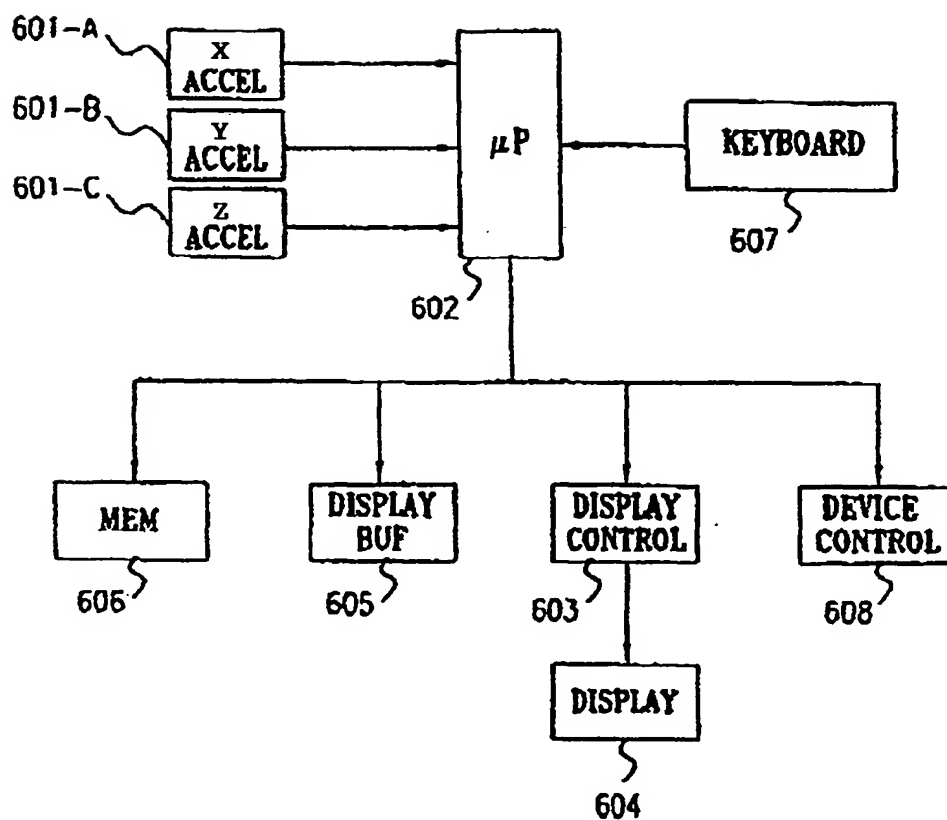 601-A
X
ACCEL
601-B
Y
ACCEL
601-C
Z
ACCEL
μP
602
KEYBOARD
607
MEM
606
DISPLAY
BUF
605
DISPLAY
CONTROL
603
DEVICE
CONTROL
608
DISPLAY
604